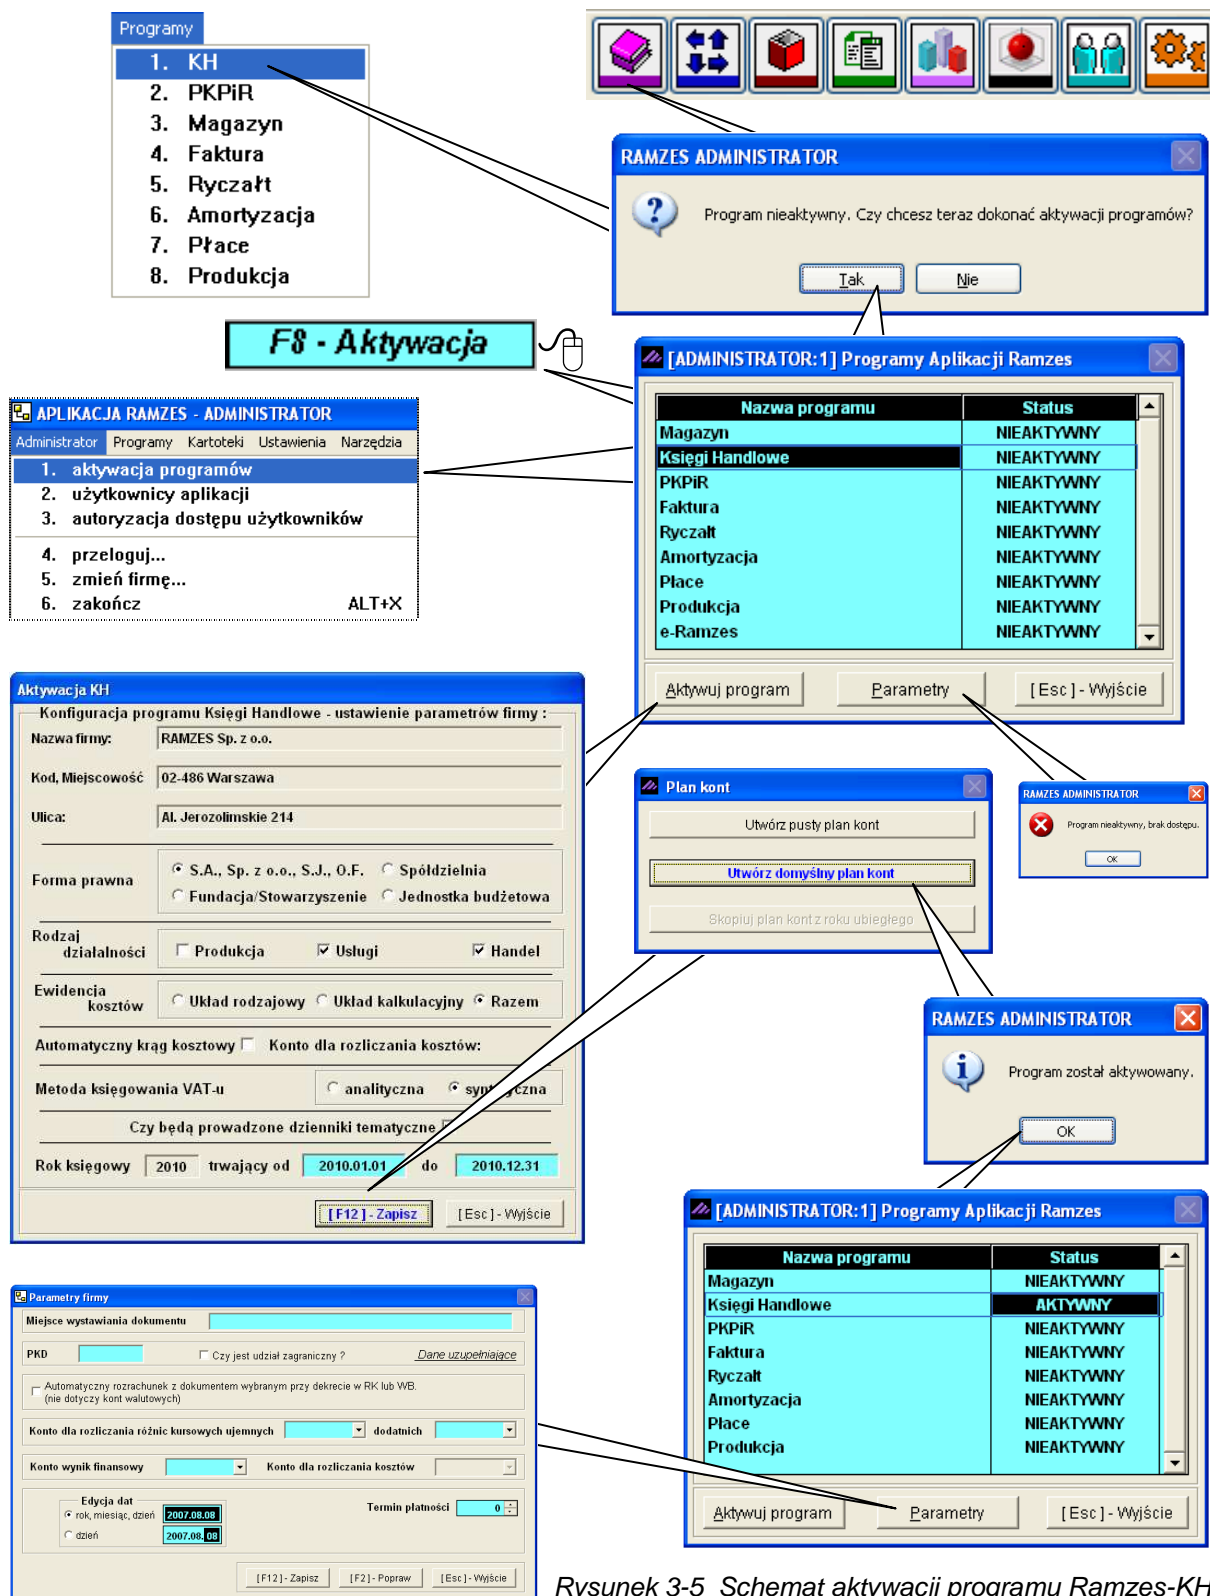 Programy
1. KH
2. PKPiR
3. Magazyn
4. Faktura
5. Ryczałt
6. Amortyzacja
7. Płace
8. Produkcja
RAMZES ADMINISTRATOR
Program nieaktywny. Czy chcesz teraz dokonać aktywacji programów?
Tak
Nie
F8 - Aktywacja
APLIKACJA RAMZES - ADMINISTRATOR
Administrator Programy Kartoteki Ustawienia Narzędzia
1. aktywacja programów
2. użytkownicy aplikacji
3. autoryzacja dostępu użytkowników
4. przeloguj...
5. zmień firmę...
6. zakończ ALT+X
[ADMINISTRATOR:1] Programy Aplikacji Ramzes
Nazwa programu Status
Magazyn NIEAKTYWNY
Księgi Handlowe NIEAKTYWNY
PKPiR NIEAKTYWNY
Faktura NIEAKTYWNY
Ryczałt NIEAKTYWNY
Amortyzacja NIEAKTYWNY
Płace NIEAKTYWNY
Produkcja NIEAKTYWNY
e-Ramzes NIEAKTYWNY
Aktywuj program
Parametry
[ Esc ] - Wyjście
Aktywacja KH
Konfiguracja programu Księgi Handlowe - ustawienie parametrów firmy :
Nazwa firmy: RAMZES Sp. z o.o.
Kod, Miejscowość 02-486 Warszawa
Ulica: Al. Jerozolimskie 214
Forma prawna
S.A., Sp. z o.o., S.J., O.F. Spółdzielnia
Fundacja/Stowarzyszenie Jednostka budżetowa
Rodzaj
działalności Produkcja Usługi Handel
Ewidencja
kosztów Układ rodzajowy Układ kalkulacyjny Razem
Automatyczny krąg kosztowy Konto dla rozliczania kosztów:
Metoda księgowania VAT-u analityczna
Czy będą prowadzone dzienniki tematyczne
Rok księgowy 2010 trwający od 2010.01.01 do 2010.12.31
[ F12 ] - Zapisz
[ Esc ] - Wyjście
Plan kont
Utwórz pusty plan kont
Utwórz domyślny plan kont
Skopiuj plan kont z roku ubiegłego
RAMZES ADMINISTRATOR
Program nieaktywny, brak dostępu.
OK
RAMZES ADMINISTRATOR
Program został aktywowany.
OK
[ADMINISTRATOR:1] Programy Aplikacji Ramzes
Nazwa programu Status
Magazyn NIEAKTYWNY
Księgi Handlowe AKTYWNY
PKPiR NIEAKTYWNY
Faktura NIEAKTYWNY
Ryczałt NIEAKTYWNY
Amortyzacja NIEAKTYWNY
Płace NIEAKTYWNY
Produkcja NIEAKTYWNY
Aktywuj program
Parametry
[ Esc ] - Wyjście
Parametry firmy
Miejsce wystawiania dokumentu
PKD Czy jest udział zagraniczny ? Dane uzupełniające
Automatyczny rozrachunek z dokumentem wybranym przy dekrecie w RK lub WB.
(nie dotyczy kont walutowych)
Konto dla rozliczania różnic kursowych ujemnych dodatnich
Konto wynik finansowy Konto dla rozliczania kosztów
Edycja dat
rok, miesiąc, dzień 2007.08.08
dzień 2007.08.08
Termin płatności 0
[ F12 ] - Zapisz
[ F2 ] - Popraw
[ Esc ] - Wyjście
Rysunek 3-5 Schemat aktywacji programu Ramzes-KH